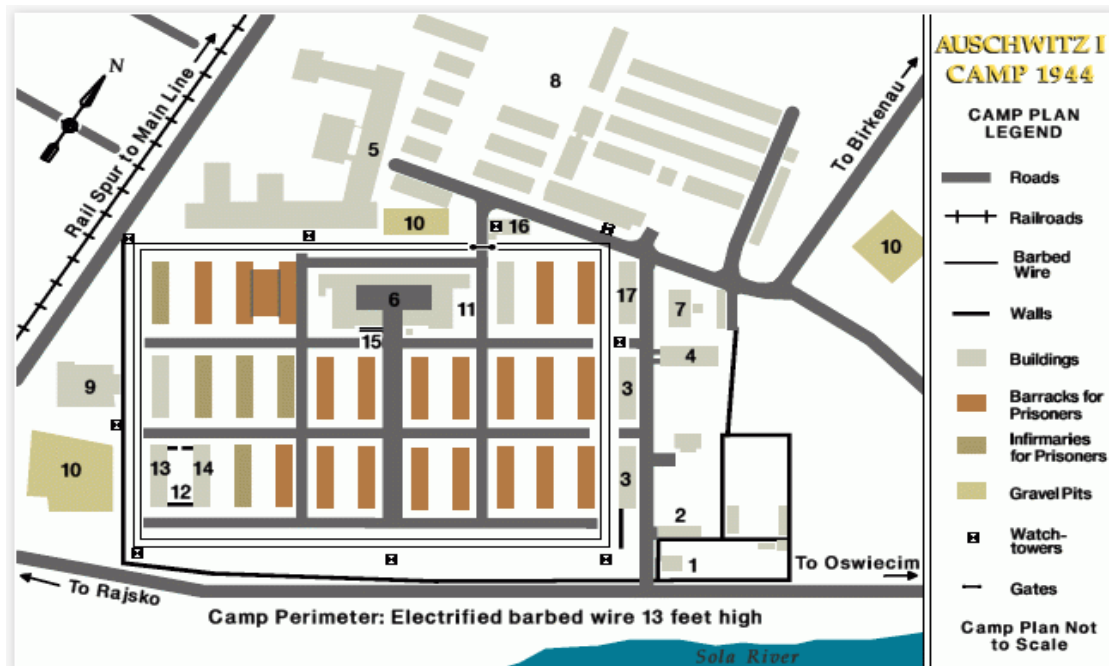 AUSCHWITZ I
CAMP 1944
CAMP PLAN
LEGEND
Roads
Railroads
Barbed
Wire
Walls
Buildings
Barracks for
Prisoners
Infirmaries
for Prisoners
Gravel Pits
Watch-
towers
Gates
Camp Plan Not
to Scale
N
Rail Spur to Main Line
To Birkenau
8
5
10
16
10
6
11
17
7
15
4
9
3
10
13
14
12
3
2
1
To Oswiecim
To Rajsko
Camp Perimeter: Electrified barbed wire 13 feet high
Sola River